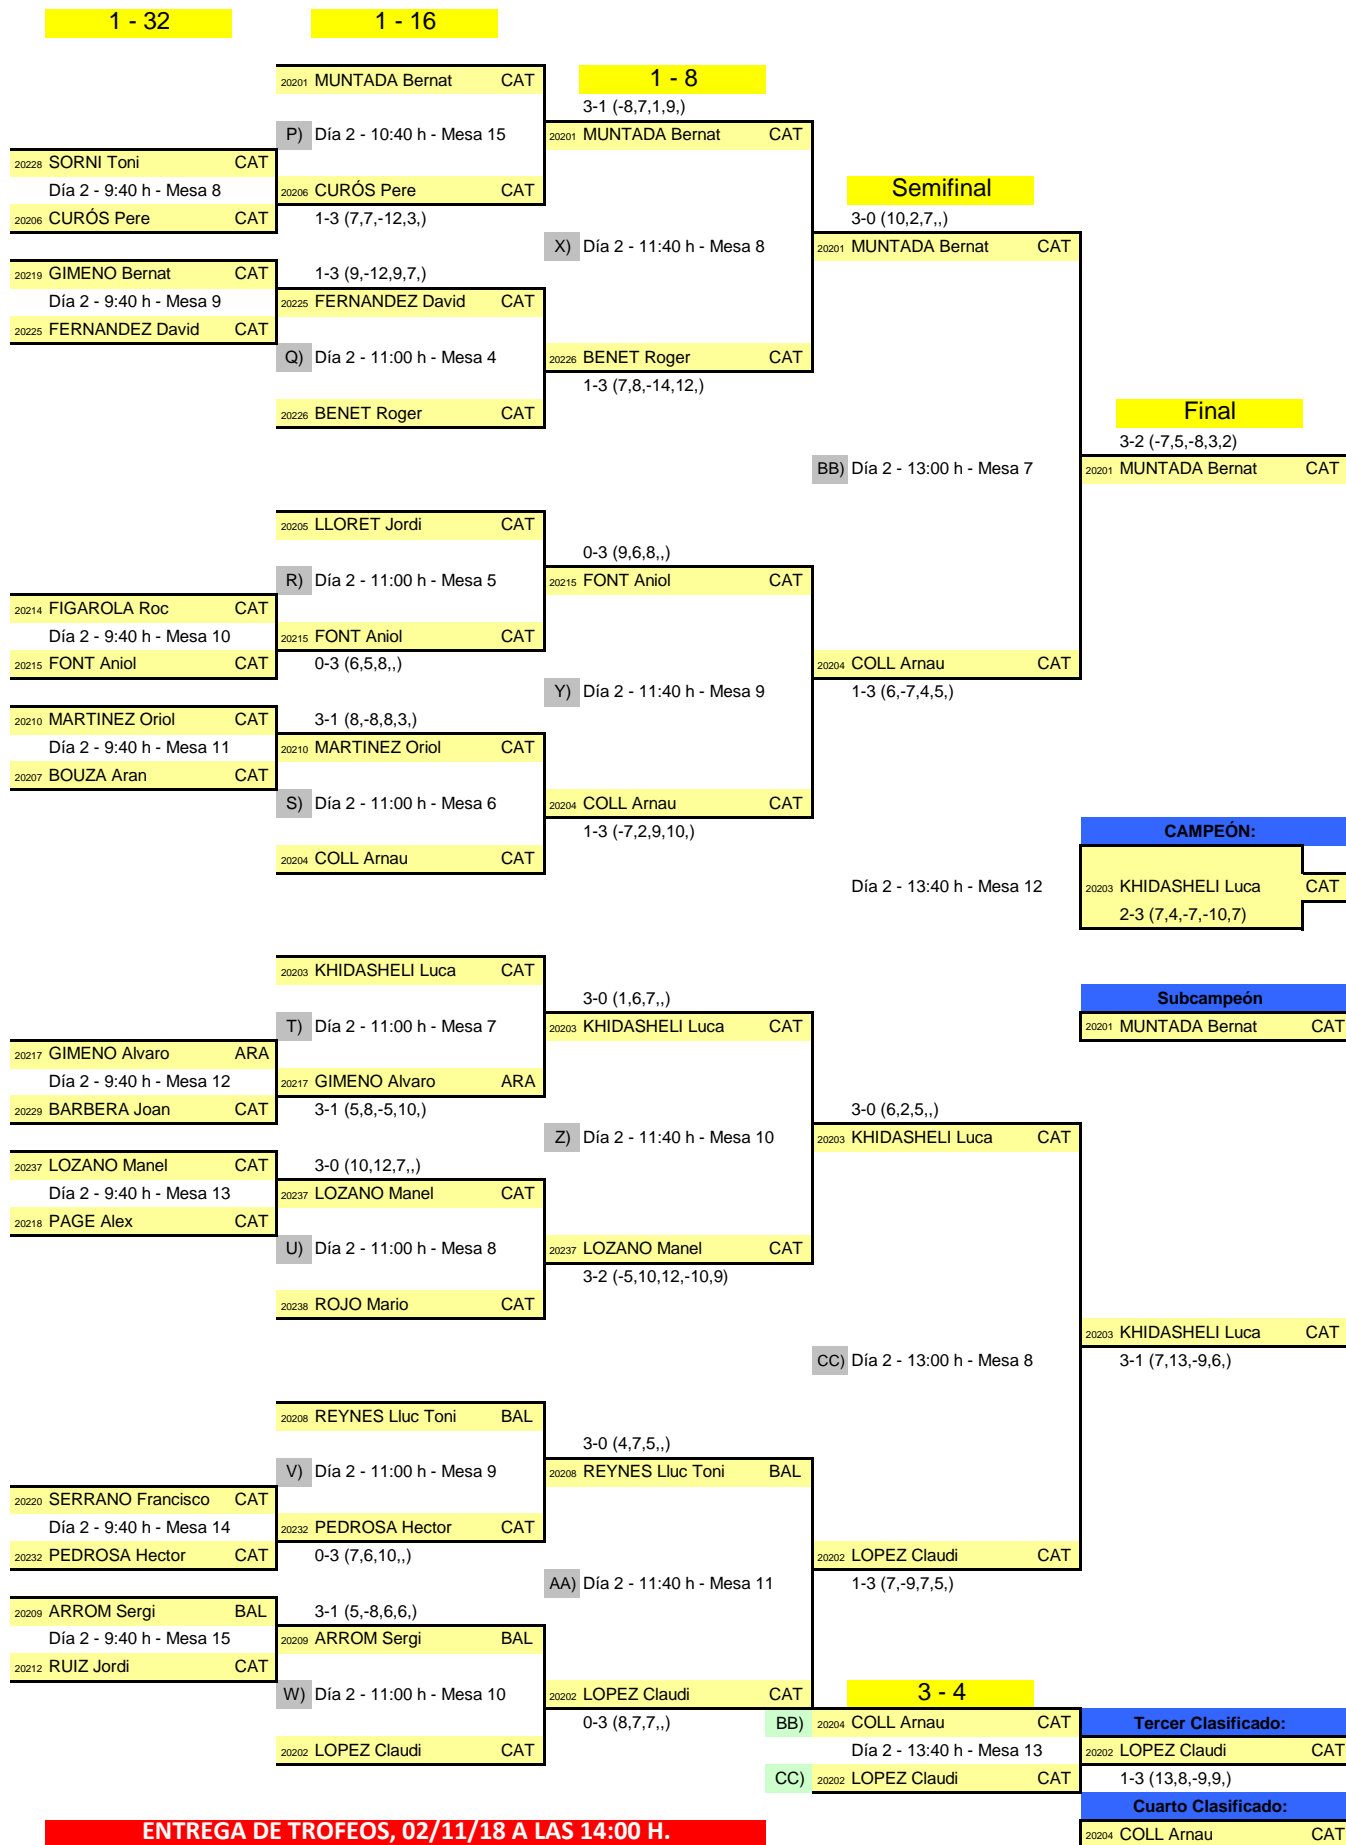 1 - 32
1 - 16
20201 MUNTADA Bernat CAT
1 - 8
3-1 (-8,7,1,9,)
P) Día 2 - 10:40 h - Mesa 15
20201 MUNTADA Bernat CAT
20228 SORNI Toni CAT
Día 2 - 9:40 h - Mesa 8
20206 CURÓS Pere CAT
Semifinal
20206 CURÓS Pere CAT
1-3 (7,7,-12,3,)
3-0 (10,2,7,,)
X) Día 2 - 11:40 h - Mesa 8
20201 MUNTADA Bernat CAT
20219 GIMENO Bernat CAT
1-3 (9,-12,9,7,)
Día 2 - 9:40 h - Mesa 9
20225 FERNANDEZ David CAT
20225 FERNANDEZ David CAT
Q) Día 2 - 11:00 h - Mesa 4
20226 BENET Roger CAT
1-3 (7,8,-14,12,)
20226 BENET Roger CAT
Final
3-2 (-7,5,-8,3,2)
BB) Día 2 - 13:00 h - Mesa 7
20201 MUNTADA Bernat CAT
20205 LLORET Jordi CAT
0-3 (9,6,8,,)
R) Día 2 - 11:00 h - Mesa 5
20215 FONT Aniol CAT
20214 FIGAROLA Roc CAT
Día 2 - 9:40 h - Mesa 10
20215 FONT Aniol CAT
20215 FONT Aniol CAT
0-3 (6,5,8,,)
20204 COLL Arnau CAT
Y) Día 2 - 11:40 h - Mesa 9
1-3 (6,-7,4,5,)
20210 MARTINEZ Oriol CAT
3-1 (8,-8,8,3,)
Día 2 - 9:40 h - Mesa 11
20210 MARTINEZ Oriol CAT
20207 BOUZA Aran CAT
S) Día 2 - 11:00 h - Mesa 6
20204 COLL Arnau CAT
1-3 (-7,2,9,10,)
CAMPEÓN:
20204 COLL Arnau CAT
Día 2 - 13:40 h - Mesa 12
20203 KHIDASHELI Luca CAT
2-3 (7,4,-7,-10,7)
20203 KHIDASHELI Luca CAT
3-0 (1,6,7,,)
Subcampeón
T) Día 2 - 11:00 h - Mesa 7
20203 KHIDASHELI Luca CAT
20201 MUNTADA Bernat CAT
20217 GIMENO Alvaro ARA
Día 2 - 9:40 h - Mesa 12
20217 GIMENO Alvaro ARA
20229 BARBERA Joan CAT
3-1 (5,8,-5,10,)
3-0 (6,2,5,,)
Z) Día 2 - 11:40 h - Mesa 10
20203 KHIDASHELI Luca CAT
20237 LOZANO Manel CAT
3-0 (10,12,7,,)
Día 2 - 9:40 h - Mesa 13
20237 LOZANO Manel CAT
20218 PAGE Alex CAT
U) Día 2 - 11:00 h - Mesa 8
20237 LOZANO Manel CAT
3-2 (-5,10,12,-10,9)
20238 ROJO Mario CAT
20203 KHIDASHELI Luca CAT
CC) Día 2 - 13:00 h - Mesa 8
3-1 (7,13,-9,6,)
20208 REYNES Lluc Toni BAL
3-0 (4,7,5,,)
V) Día 2 - 11:00 h - Mesa 9
20208 REYNES Lluc Toni BAL
20220 SERRANO Francisco CAT
Día 2 - 9:40 h - Mesa 14
20232 PEDROSA Hector CAT
20232 PEDROSA Hector CAT
0-3 (7,6,10,,)
20202 LOPEZ Claudi CAT
AA) Día 2 - 11:40 h - Mesa 11
1-3 (7,-9,7,5,)
20209 ARROM Sergi BAL
3-1 (5,-8,6,6,)
Día 2 - 9:40 h - Mesa 15
20209 ARROM Sergi BAL
20212 RUIZ Jordi CAT
W) Día 2 - 11:00 h - Mesa 10
20202 LOPEZ Claudi CAT
3 - 4
0-3 (8,7,7,,)
BB) 20204 COLL Arnau CAT
Tercer Clasificado:
20202 LOPEZ Claudi CAT
Día 2 - 13:40 h - Mesa 13
20202 LOPEZ Claudi CAT
CC) 20202 LOPEZ Claudi CAT
1-3 (13,8,-9,9,)
Cuarto Clasificado:
ENTREGA DE TROFEOS, 02/11/18 A LAS 14:00 H.
20204 COLL Arnau CAT